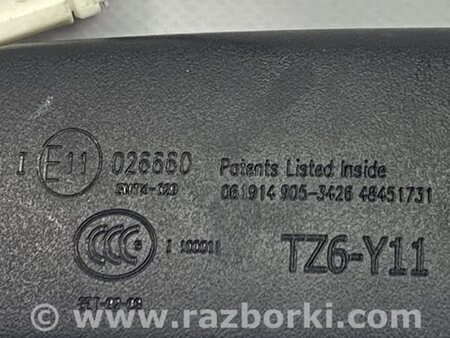 I E11 026660 Patents Listed Inside
061914 905-3426 48451731
CCC
TZ6-Y11
www.razborki.com